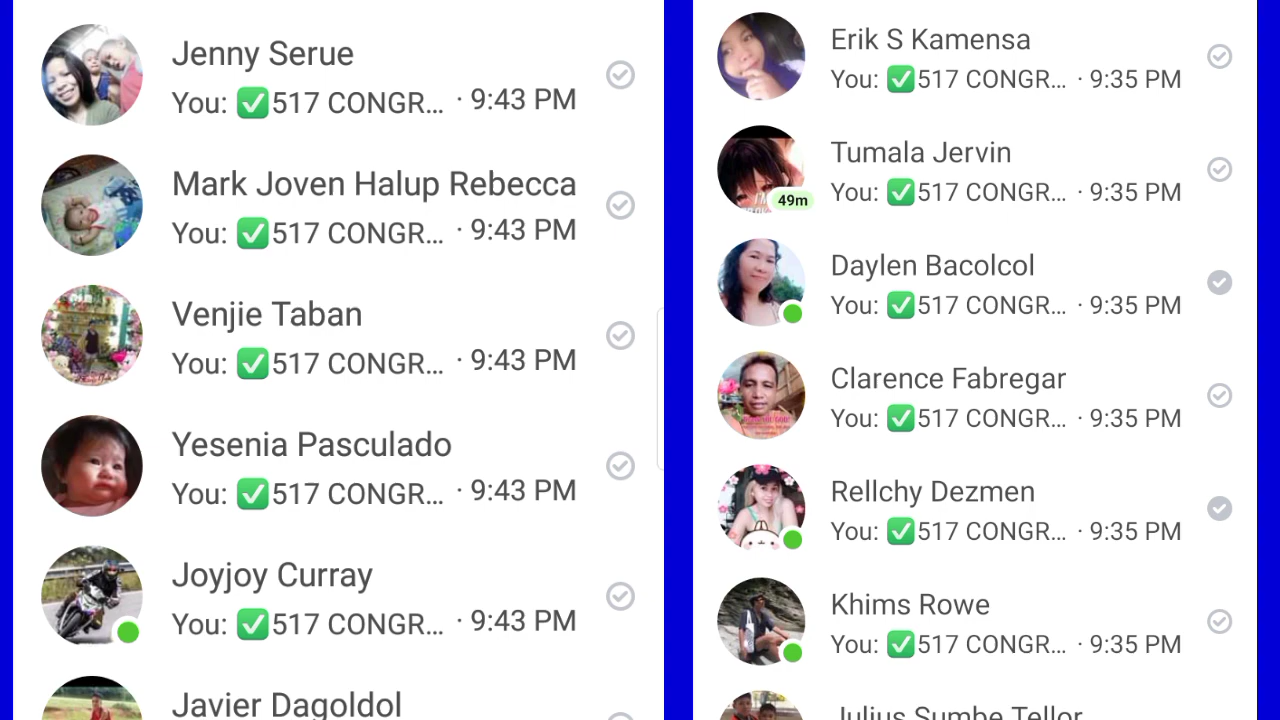 Jenny Serue
You: ✅517 CONGR... · 9:43 PM
Mark Joven Halup Rebecca
You: ✅517 CONGR... · 9:43 PM
Venjie Taban
You: ✅517 CONGR... · 9:43 PM
Yesenia Pasculado
You: ✅517 CONGR... · 9:43 PM
Joyjoy Curray
You: ✅517 CONGR... · 9:43 PM
Javier Dagoldol
Erik S Kamensa
You: ✅517 CONGR... · 9:35 PM
Tumala Jervin
You: ✅517 CONGR... · 9:35 PM
49m
Daylen Bacolcol
You: ✅517 CONGR... · 9:35 PM
Clarence Fabregar
You: ✅517 CONGR... · 9:35 PM
Rellchy Dezmen
You: ✅517 CONGR... · 9:35 PM
Khims Rowe
You: ✅517 CONGR... · 9:35 PM
Julius Sumbe Tellor